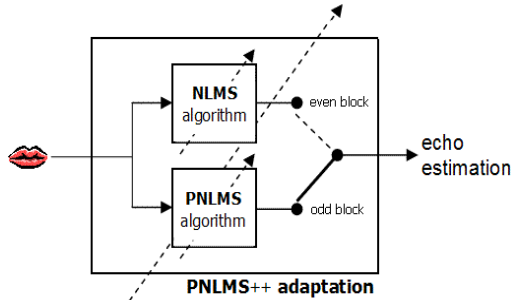 NLMS
algorithm
even block
echo
estimation
PNLMS
algorithm
odd block
PNLMS++ adaptation